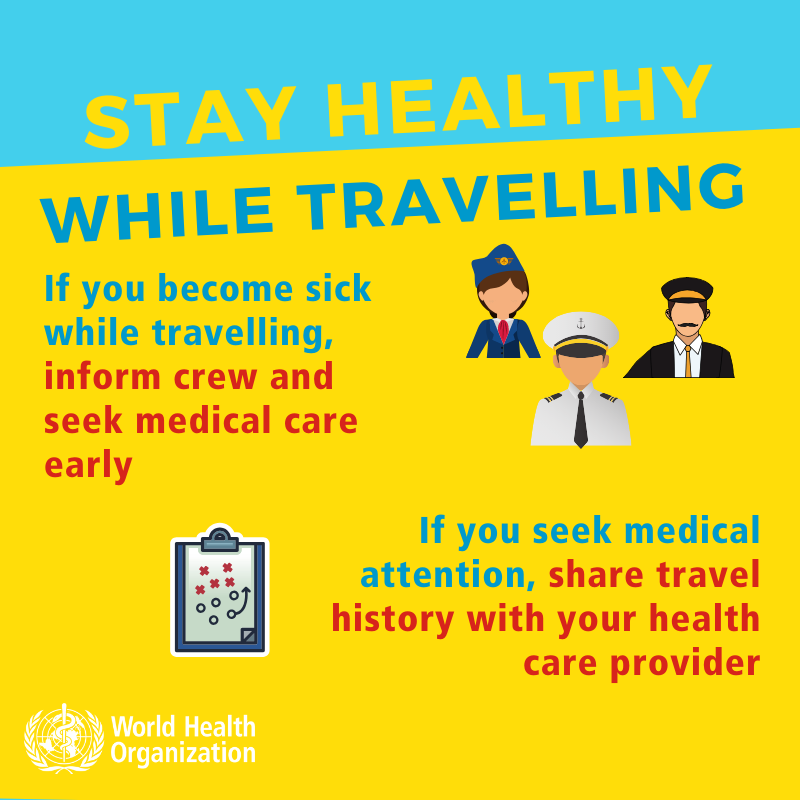 STAY HEALTHY
WHILE TRAVELLING
If you become sick
while travelling,
inform crew and
seek medical care
early
If you seek medical
attention, share travel
history with your health
care provider
World Health
Organization